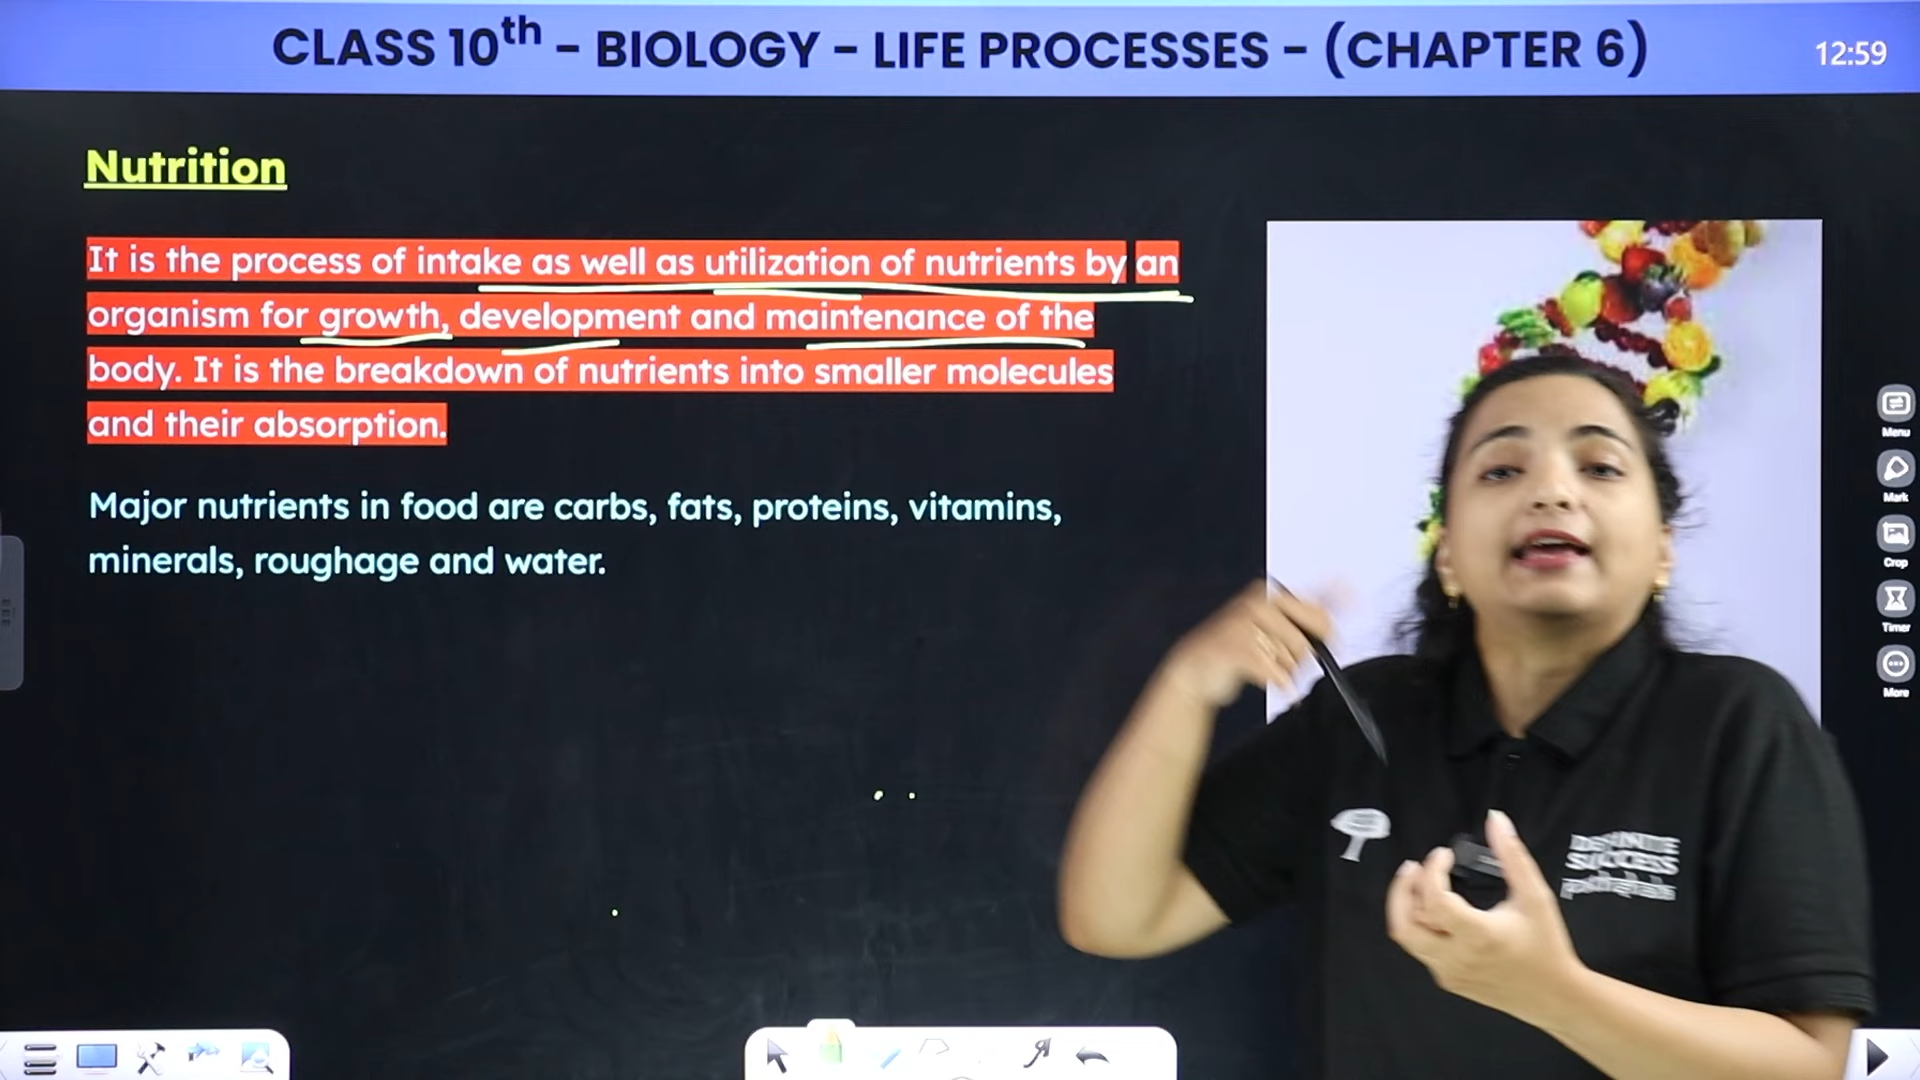 CLASS 10th - BIOLOGY - LIFE PROCESSES - (CHAPTER 6)
12:59
Nutrition
It is the process of intake as well as utilization of nutrients by an
organism for growth, development and maintenance of the
body. It is the breakdown of nutrients into smaller molecules
and their absorption.
Major nutrients in food are carbs, fats, proteins, vitamins,
minerals, roughage and water.
Menu
Mark
Crop
Timer
More
DEFINITE
SUCCESS